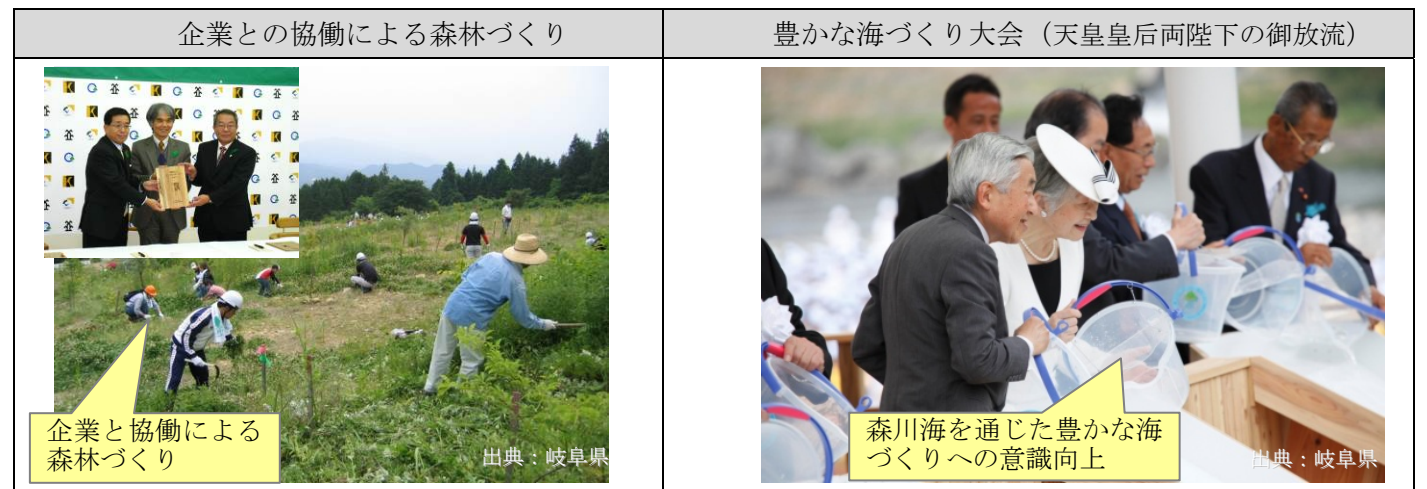 企業との協働による森林づくり
豊かな海づくり大会（天皇皇后両陛下の御放流）
企業と協働による
森林づくり
出典：岐阜県
森川海を通じた豊かな海
づくりへの意識向上
出典：岐阜県